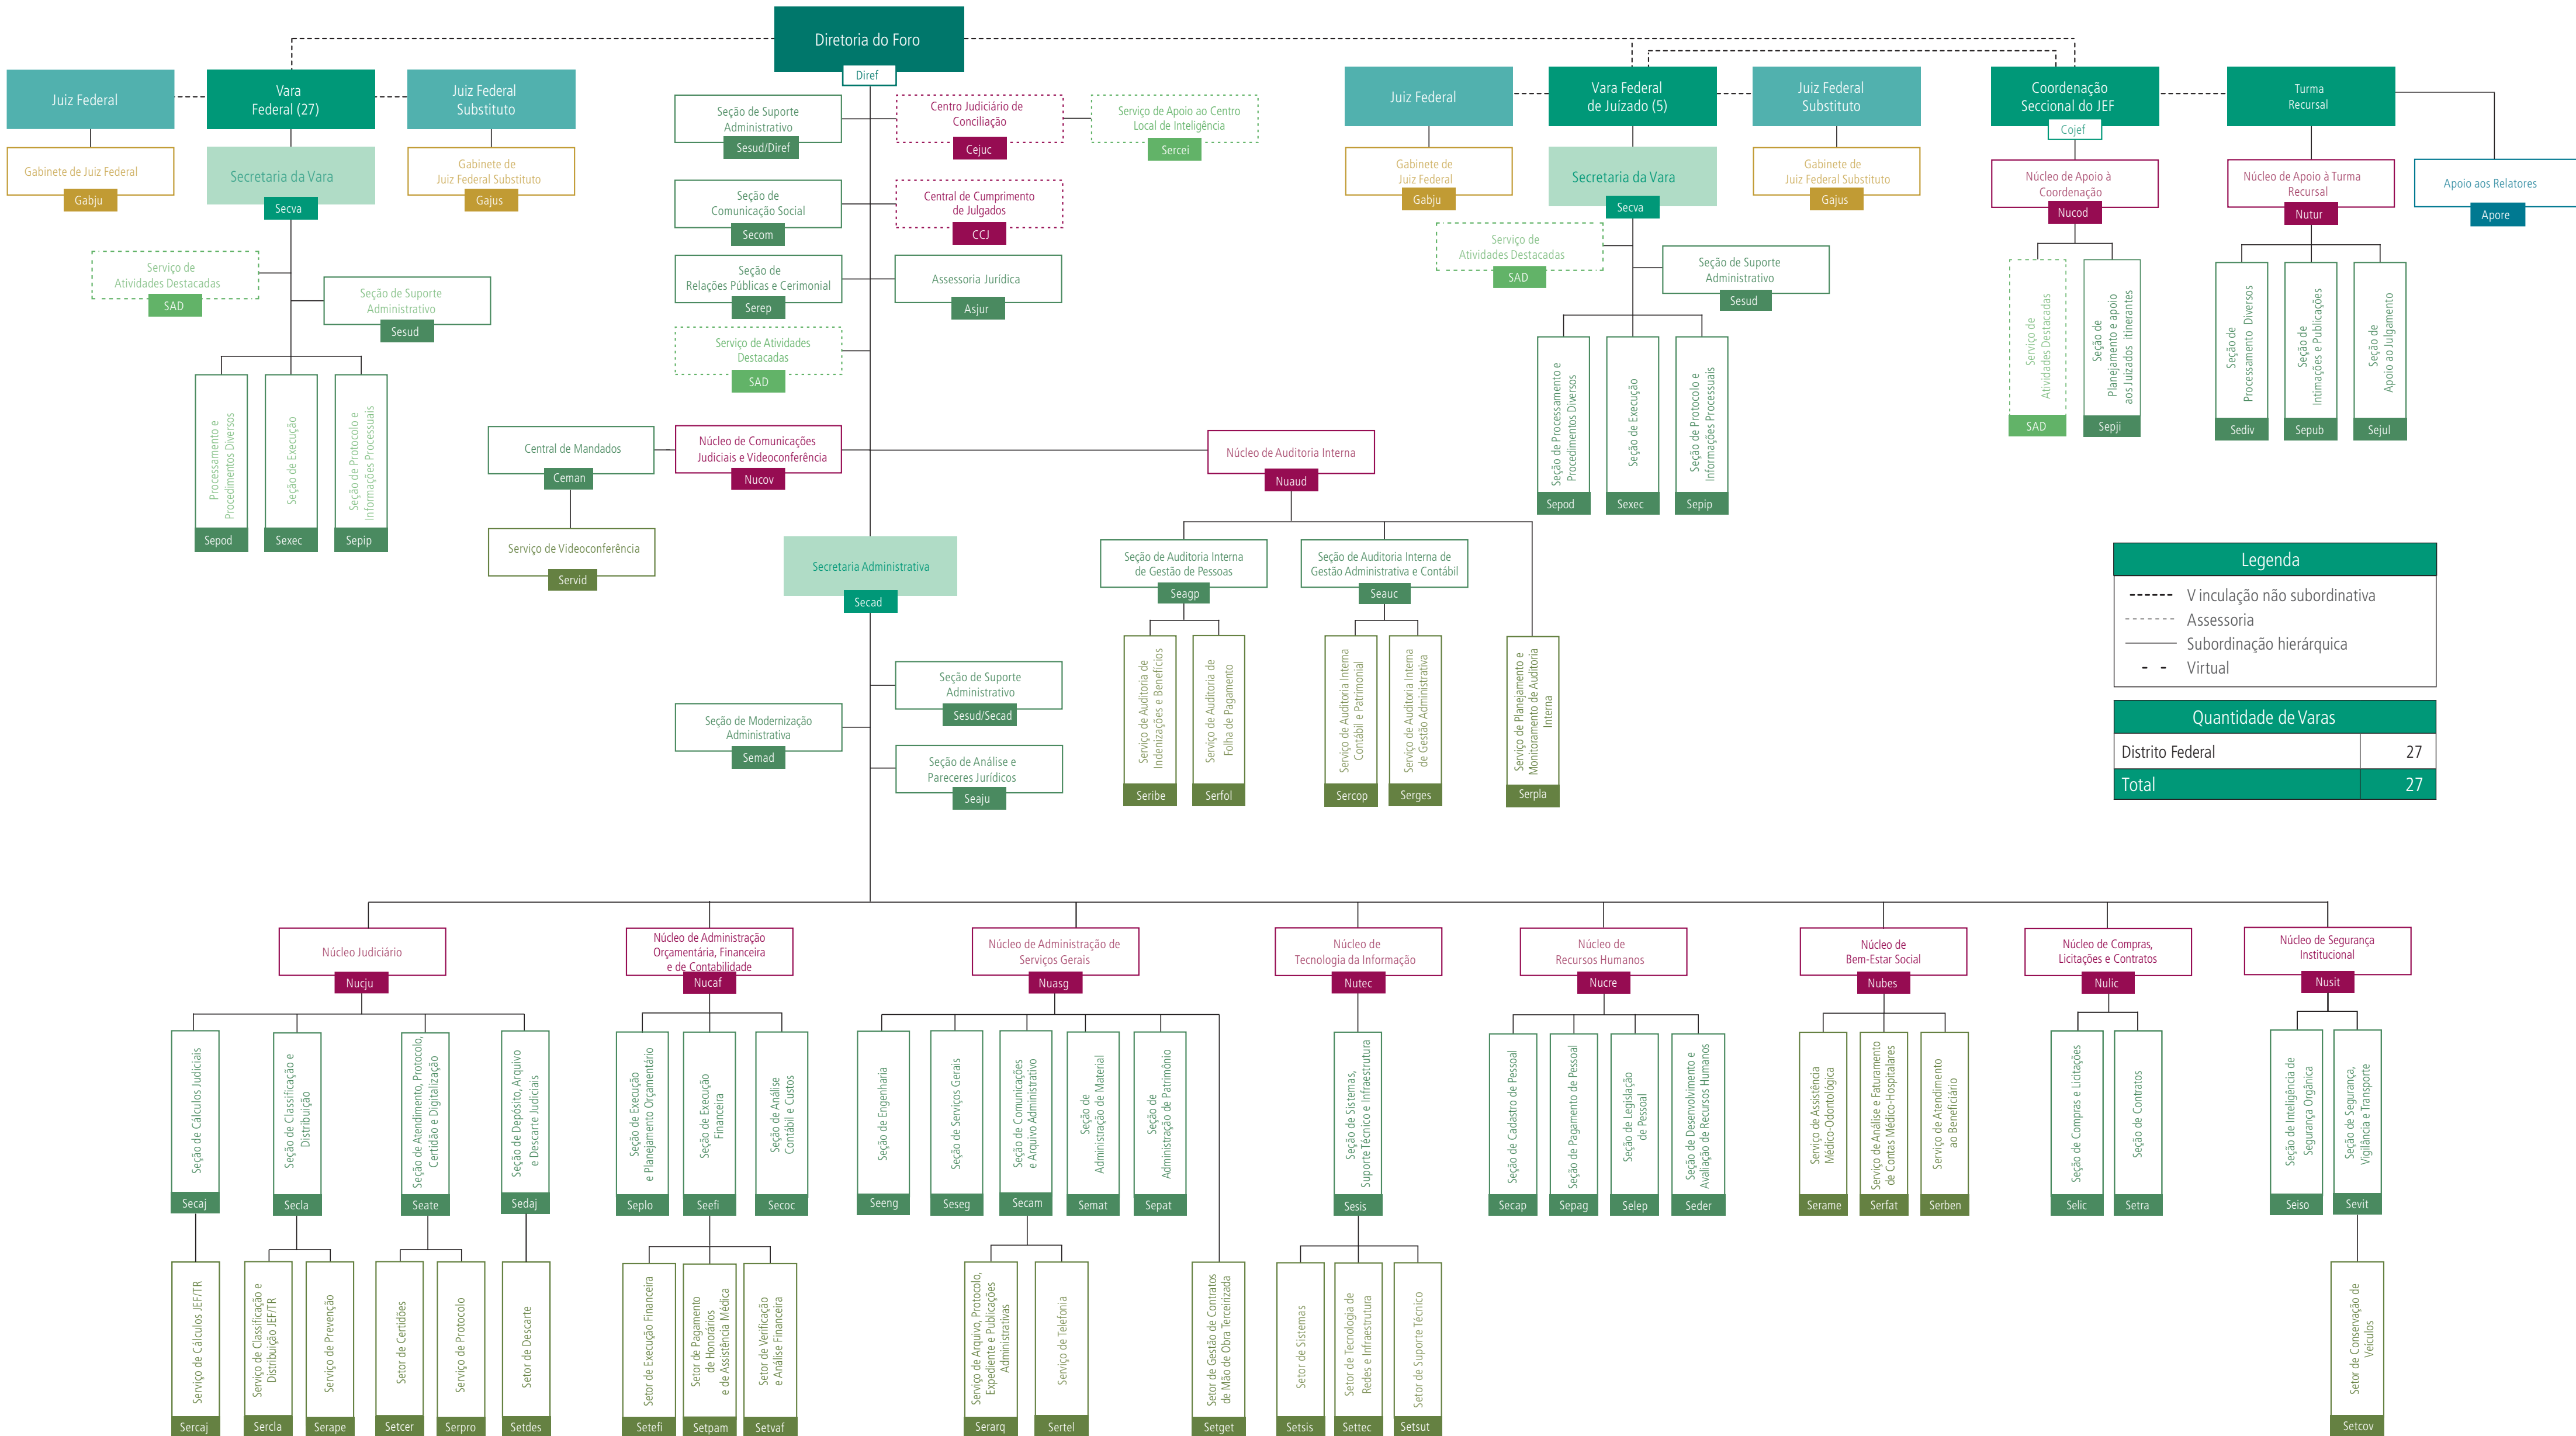 Diretoria do Foro
Diref
Juiz Federal
Gabinete de Juiz Federal
Gabju
Vara
Federal (27)
Secretaria da Vara
Secva
Juiz Federal
Substituto
Gabinete de
Juiz Federal Substituto
Gajus
Serviço de
Atividades Destacadas
SAD
Seção de Suporte
Administrativo
Sesud
Processamento e
Procedimentos Diversos
Sepod
Seção de Execução
Sexec
Seção de Protocolo e
Informações Processuais
Sepip
Seção de Suporte
Administrativo
Sesud/Diref
Centro Judiciário de
Conciliação
Cejuc
Serviço de Apoio ao Centro
Local de Inteligência
Sercei
Seção de
Comunicação Social
Secom
Central de Cumprimento
de Julgados
CCJ
Seção de
Relações Públicas e Cerimonial
Serep
Assessoria Jurídica
Asjur
Serviço de Atividades
Destacadas
SAD
Central de Mandados
Ceman
Núcleo de Comunicações
Judiciais e Videoconferência
Nucov
Serviço de Videoconferência
Servid
Núcleo de Auditoria Interna
Nuaud
Seção de Auditoria Interna
de Gestão de Pessoas
Seagp
Seção de Auditoria Interna de
Gestão Administrativa e Contábil
Seauc
Serviço de Auditoria de
Indenizações e Benefícios
Seribe
Serviço de Auditoria de
Folha de Pagamento
Serfol
Serviço de Auditoria Interna
Contábil e Patrimonial
Sercop
Serviço de Auditoria Interna
de Gestão Administrativa
Serges
Serviço de Planejamento e
Monitoramento de Auditoria
Interna
Serpla
Juiz Federal
Gabinete de
Juiz Federal
Gabju
Vara Federal
de Juízado (5)
Secretaria da Vara
Secva
Juiz Federal
Substituto
Gabinete de
Juiz Federal Substituto
Gajus
Serviço de
Atividades Destacadas
SAD
Seção de Suporte
Administrativo
Sesud
Seção de Processamento e
Procedimentos Diversos
Sepod
Seção de Execução
Sexec
Seção de Protocolo e
Informações Processuais
Sepip
Coordenação
Seccional do JEF
Cojef
Núcleo de Apoio à
Coordenação
Nucod
Serviço de
Atividades Destacadas
SAD
Seção de
Planejamento e apoio
aos Juízados itinerantes
Sepji
Turma
Recursal
Núcleo de Apoio à Turma
Recursal
Nutur
Seção de
Processamento Diversos
Sediv
Seção de
Intimações e Publicações
Sepub
Seção de
Apoio ao Julgamento
Sejul
Apoio aos Relatores
Apore
Legenda
V inculação não subordinativa
Assessoria
Subordinação hierárquica
Virtual
Quantidade de Varas
Distrito Federal 27
Total 27
Secretaria Administrativa
Secad
Seção de Suporte
Administrativo
Sesud/Secad
Seção de Modernização
Administrativa
Semad
Seção de Análise e
Pareceres Jurídicos
Seaju
Núcleo Judiciário
Nucju
Seção de Cálculos Judiciais
Secaj
Seção de Classificação e
Distribuição
Secla
Seção de Atendimento, Protocolo,
Certidão e Digitalização
Seate
Seção de Depósito, Arquivo
e Descarte Judiciais
Sedaj
Serviço de Cálculos JEF/TR
Sercaj
Serviço de Classificação e
Distribuição JEF/TR
Sercla
Serviço de Prevenção
Serape
Setor de Certidões
Setcer
Serviço de Protocolo
Serpro
Setor de Descarte
Setdes
Núcleo de Administração
Orçamentária, Financeira
e de Contabilidade
Nucaf
Seção de Execução
e Planejamento Orçamentário
Seplo
Seção de Execução
Financeira
Seefi
Seção de Análise
Contábil e Custos
Secoc
Setor de Execução Financeira
Setefi
Setor de Pagamento
de Honorários
e de Assistência Médica
Setpam
Setor de Verificação
e Análise Financeira
Setvaf
Núcleo de Administração de
Serviços Gerais
Nuasg
Seção de Engenharia
Seeng
Seção de Serviços Gerais
Seseg
Seção de Comunicações
e Arquivo Administrativo
Secam
Seção de
Administração de Material
Semat
Seção de
Administração de Patrimônio
Sepat
Serviço de Arquivo, Protocolo,
Expediente e Publicações
Administrativas
Serarq
Serviço de Telefonia
Sertel
Setor de Gestão de Contratos
de Mão de Obra Terceirizada
Setget
Núcleo de
Tecnologia da Informação
Nutec
Seção de Sistemas,
Suporte Técnico e Infraestrutura
Sesis
Setor de Sistemas
Setsis
Setor de Tecnologia de
Redes e Infraestrutura
Settec
Setor de Suporte Técnico
Setsut
Núcleo de
Recursos Humanos
Nucre
Seção de Cadastro de Pessoal
Secap
Seção de Pagamento de Pessoal
Sepag
Seção de Legislação
de Pessoal
Selep
Seção de Desenvolvimento e
Avaliação de Recursos Humanos
Seder
Núcleo de
Bem-Estar Social
Nubes
Serviço de Assistência
Médico-Odontológica
Serame
Serviço de Análise e Faturamento
de Contas Médico-Hospitalares
Serfat
Serviço de Atendimento
ao Beneficiário
Serben
Núcleo de Compras,
Licitações e Contratos
Nulic
Seção de Compras e Licitações
Selic
Seção de Contratos
Setra
Núcleo de Segurança
Institucional
Nusit
Seção de Inteligência de
Segurança Orgânica
Seiso
Seção de Segurança,
Vigilância e Transporte
Sevit
Setor de Conservação de
Veículos
Setcov